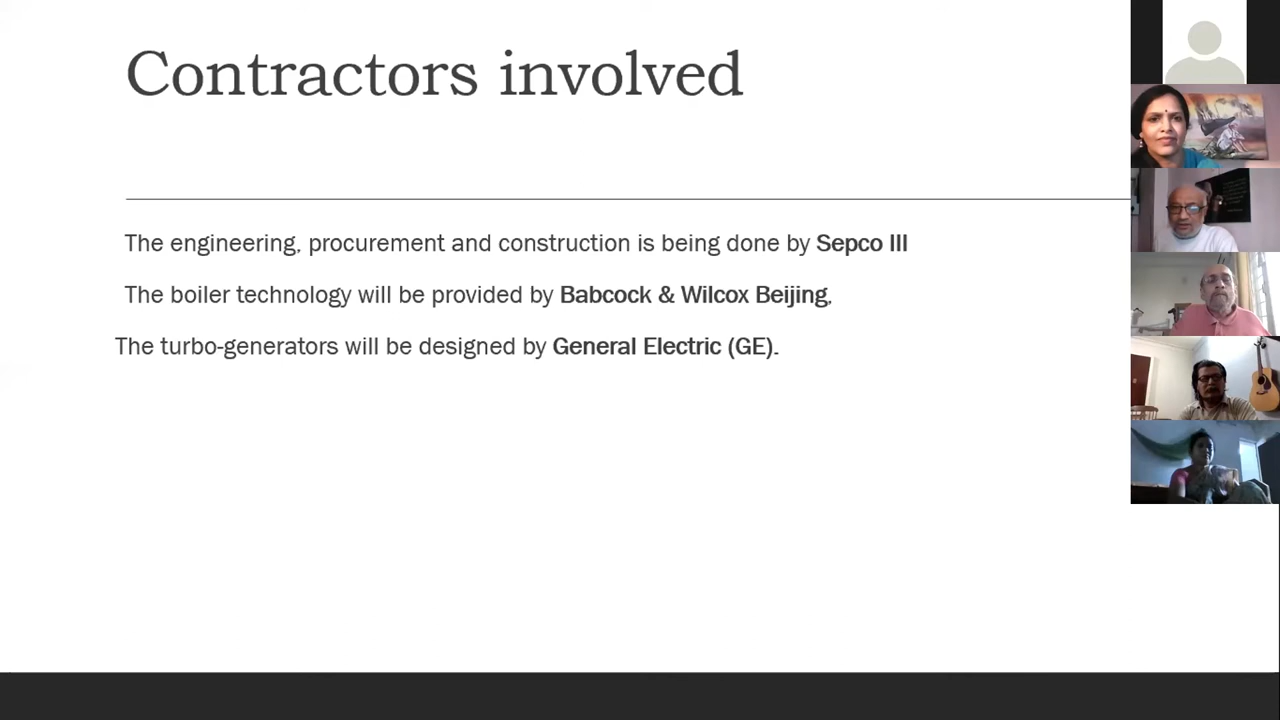 Contractors involved
The engineering, procurement and construction is being done by Sepco III
The boiler technology will be provided by Babcock & Wilcox Beijing,
The turbo-generators will be designed by General Electric (GE).